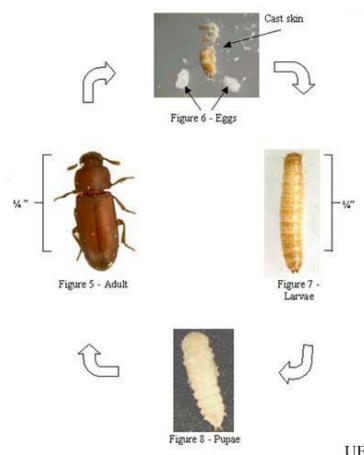 Cast skin
Figure 6 - Eggs
¼"
Figure 5 - Adult
¼"
Figure 7 -
Larvae
Figure 8 - Pupae
UF